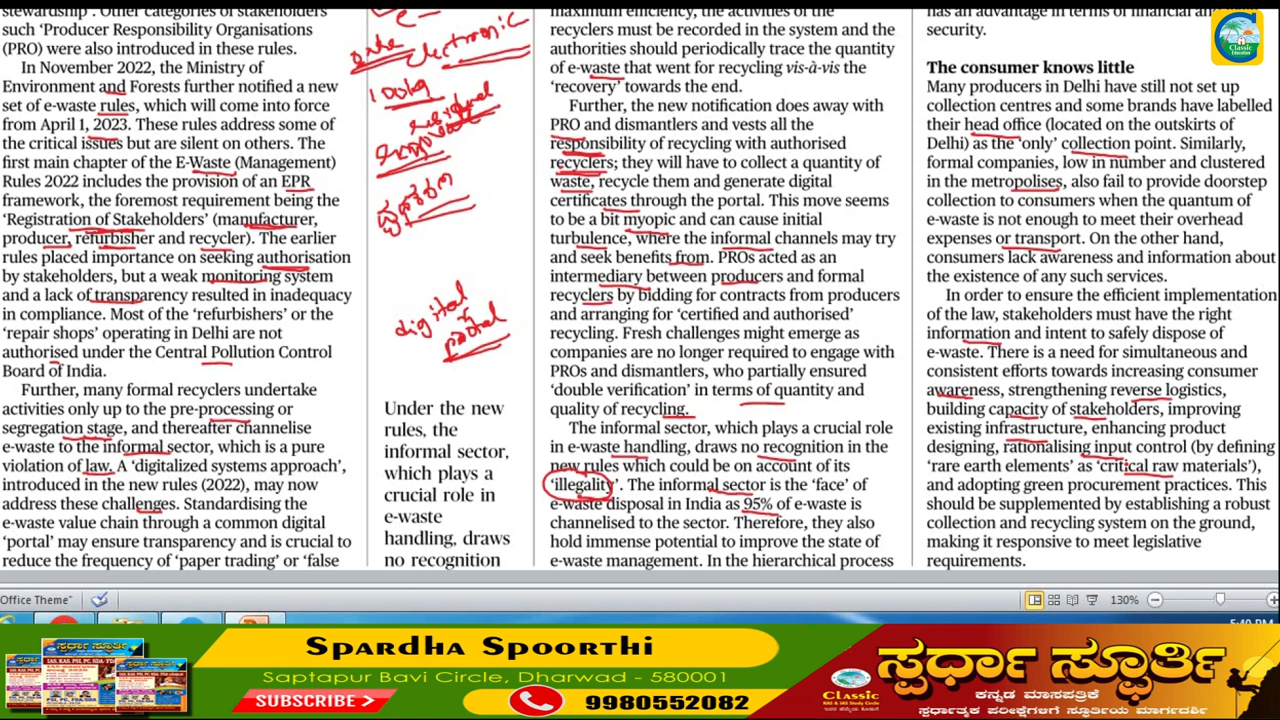 stewardship'. Other categories of stakeholders
such 'Producer Responsibility Organisations
(PRO) were also introduced in these rules.
In November 2022, the Ministry of
Environment and Forests further notified a new
set of e-waste rules, which will come into force
from April 1, 2023. These rules address some of
the critical issues but are silent on others. The
first main chapter of the E-Waste (Management)
Rules 2022 includes the provision of an EPR
framework, the foremost requirement being the
'Registration of Stakeholders' (manufacturer,
producer, refurbisher and recycler). The earlier
rules placed importance on seeking authorisation
by stakeholders, but a weak monitoring system
and a lack of transparency resulted in inadequacy
in compliance. Most of the 'refurbishers' or the
'repair shops' operating in Delhi are not
authorised under the Central Pollution Control
Board of India.
Further, many formal recyclers undertake
activities only up to the pre-processing or
segregation stage, and thereafter channelise
e-waste to the informal sector, which is a pure
violation of law. A 'digitalized systems approach',
introduced in the new rules (2022), may now
address these challenges. Standardising the
e-waste value chain through a common digital
'portal' may ensure transparency and is crucial to
reduce the frequency of 'paper trading' or 'false
e-
electronic
100kg
digital
portal
Under the new
rules, the
informal sector,
which plays a
crucial role in
e-waste
handling, draws
no recognition
maximum efficiency, the activities of the
recyclers must be recorded in the system and the
authorities should periodically trace the quantity
of e-waste that went for recycling vis-à-vis the
'recovery' towards the end.
Further, the new notification does away with
PRO and dismantlers and vests all the
responsibility of recycling with authorised
recyclers; they will have to collect a quantity of
waste, recycle them and generate digital
certificates through the portal. This move seems
to be a bit myopic and can cause initial
turbulence, where the informal channels may try
and seek benefits from. PROs acted as an
intermediary between producers and formal
recyclers by bidding for contracts from producers
and arranging for 'certified and authorised'
recycling. Fresh challenges might emerge as
companies are no longer required to engage with
PROs and dismantlers, who partially ensured
'double verification' in terms of quantity and
quality of recycling.
The informal sector, which plays a crucial role
in e-waste handling, draws no recognition in the
new rules which could be on account of its
'illegality'. The informal sector is the 'face' of
e-waste disposal in India as 95% of e-waste is
channelised to the sector. Therefore, they also
hold immense potential to improve the state of
e-waste management. In the hierarchical process
has an advantage in terms of financial and
security.
The consumer knows little
Many producers in Delhi have still not set up
collection centres and some brands have labelled
their head office (located on the outskirts of
Delhi) as the 'only' collection point. Similarly,
formal companies, low in number and clustered
in the metropolises, also fail to provide doorstep
collection to consumers when the quantum of
e-waste is not enough to meet their overhead
expenses or transport. On the other hand,
consumers lack awareness and information about
the existence of any such services.
In order to ensure the efficient implementation
of the law, stakeholders must have the right
information and intent to safely dispose of
e-waste. There is a need for simultaneous and
consistent efforts towards increasing consumer
awareness, strengthening reverse logistics,
building capacity of stakeholders, improving
existing infrastructure, enhancing product
designing, rationalising input control (by defining
'rare earth elements' as 'critical raw materials'),
and adopting green procurement practices. This
should be supplemented by establishing a robust
collection and recycling system on the ground,
making it responsive to meet legislative
requirements.
Classic
Education
Office Theme"
130%
5:40 PM
Spardha Spoorthi
Saptapur Bavi Circle, Dharwad - 580001
SUBSCRIBE
9980552082
Classic
KAS & IAS Study Circle
ಸ್ಪರ್ಧಾ ಸ್ಫೂರ್ತಿ
ಕನ್ನಡ ಮಾಸಪತ್ರಿಕೆ
ಸ್ಪರ್ಧಾತ್ಮಕ ಪರೀಕ್ಷೆಗಳಿಗೆ ಸ್ಫೂರ್ತಿಯ ಮಾರ್ಗದರ್ಶಿ